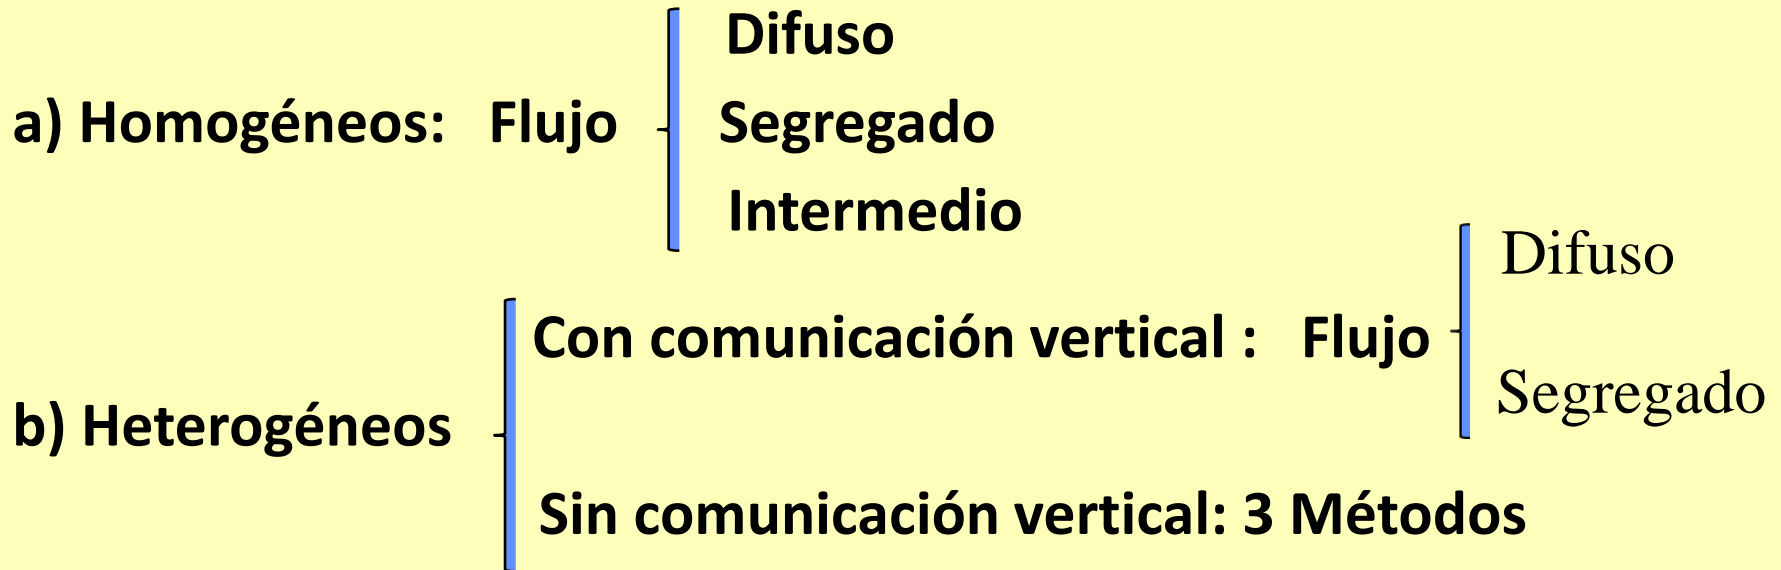 Difuso
a) Homogéneos: Flujo Segregado
Intermedio
Difuso
Con comunicación vertical : Flujo
Segregado
b) Heterogéneos
Sin comunicación vertical: 3 Métodos